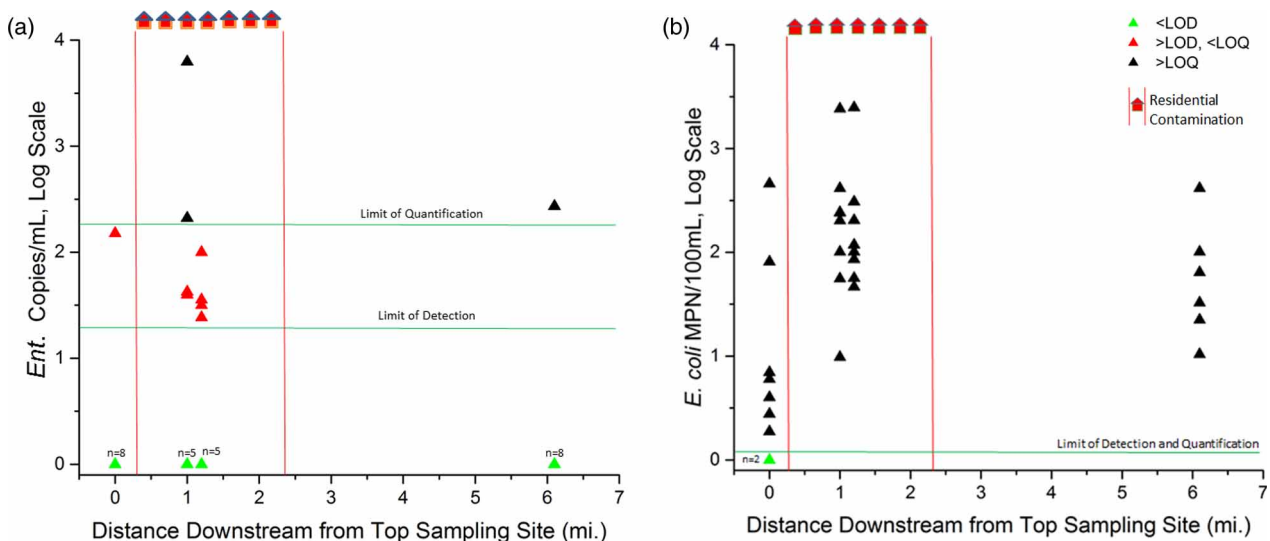 (a)
4
3
2
1
0
Ent. Copies/mL, Log Scale
Limit of Quantification
Limit of Detection
n=8
n=5
n=5
n=8
0 1 2 3 4 5 6 7
Distance Downstream from Top Sampling Site (mi.)
(b)
4
3
2
1
0
E. coli MPN/100mL, Log Scale
<LOD
>LOD, <LOQ
>LOQ
Residential
Contamination
Limit of Detection and Quantification
n=2
0 1 2 3 4 5 6 7
Distance Downstream from Top Sampling Site (mi.)